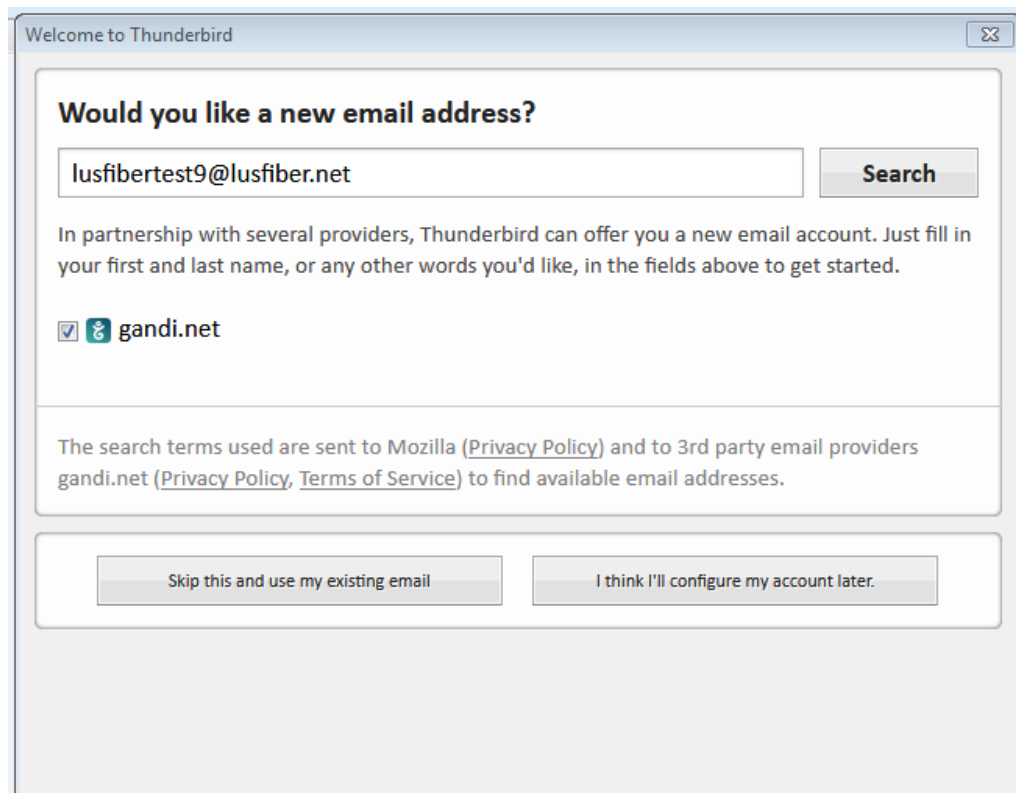 Welcome to Thunderbird
Would you like a new email address?
lusfibertest9@lusfiber.net
Search
In partnership with several providers, Thunderbird can offer you a new email account. Just fill in
your first and last name, or any other words you'd like, in the fields above to get started.
gandi.net
The search terms used are sent to Mozilla (Privacy Policy) and to 3rd party email providers
gandi.net (Privacy Policy, Terms of Service) to find available email addresses.
Skip this and use my existing email
I think I'll configure my account later.